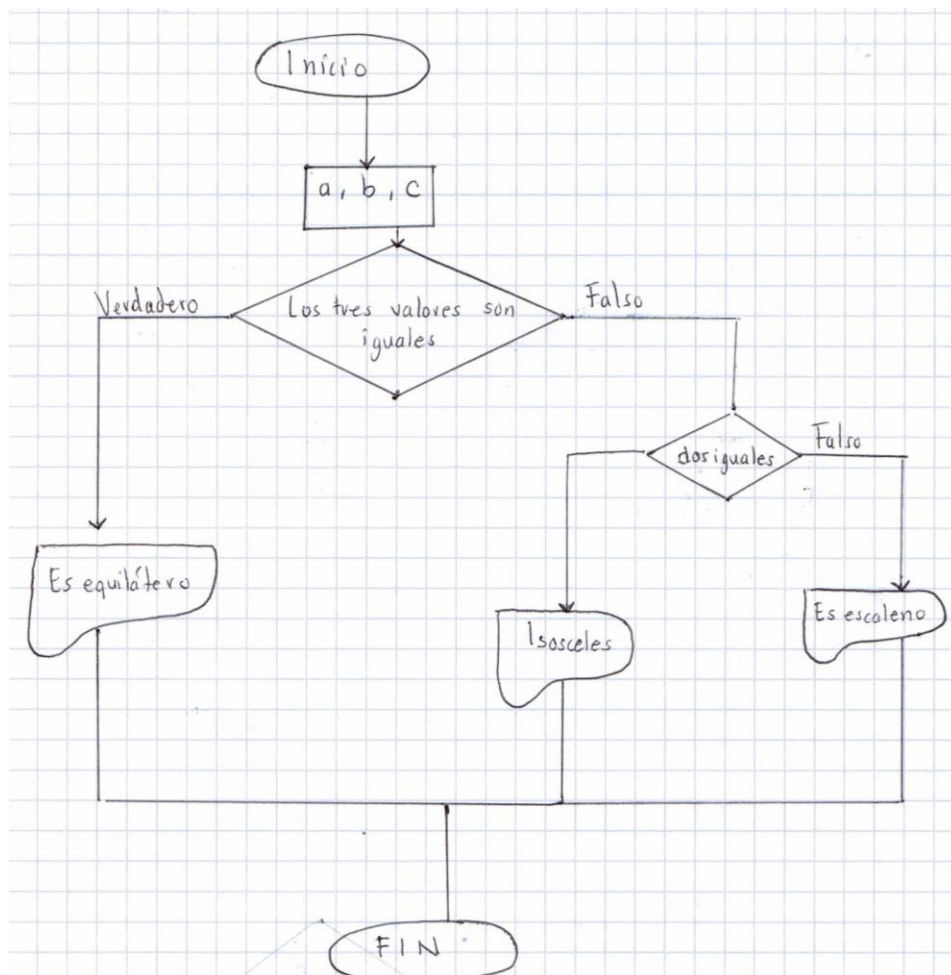 Inicio
a, b, c
Verdadero
Los tres valores son
iguales
Falso
dos iguales
Falso
Es equilátero
Isosceles
Es escaleno
FIN